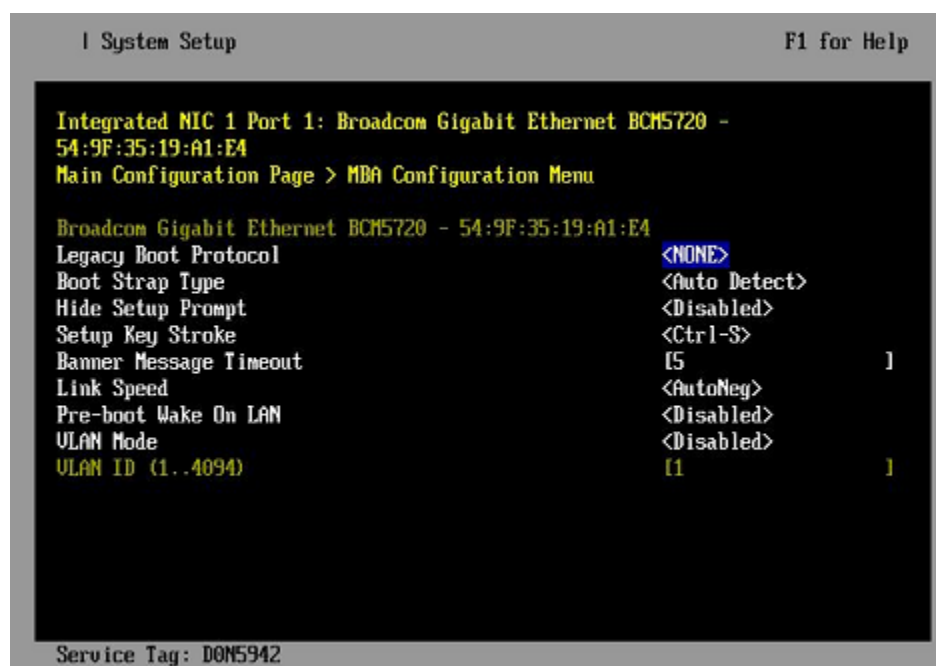 | System Setup F1 for Help
Integrated NIC 1 Port 1: Broadcom Gigabit Ethernet BCM5720 -
54:9F:35:19:A1:E4
Main Configuration Page > MBA Configuration Menu
Broadcom Gigabit Ethernet BCM5720 - 54:9F:35:19:A1:E4
Legacy Boot Protocol <NONE>
Boot Strap Type <Auto Detect>
Hide Setup Prompt <Disabled>
Setup Key Stroke <Ctrl-S>
Banner Message Timeout [5 ]
Link Speed <AutoNeg>
Pre-boot Wake On LAN <Disabled>
VLAN Mode <Disabled>
VLAN ID (1..4094) [1 ]
Service Tag: D0N5942